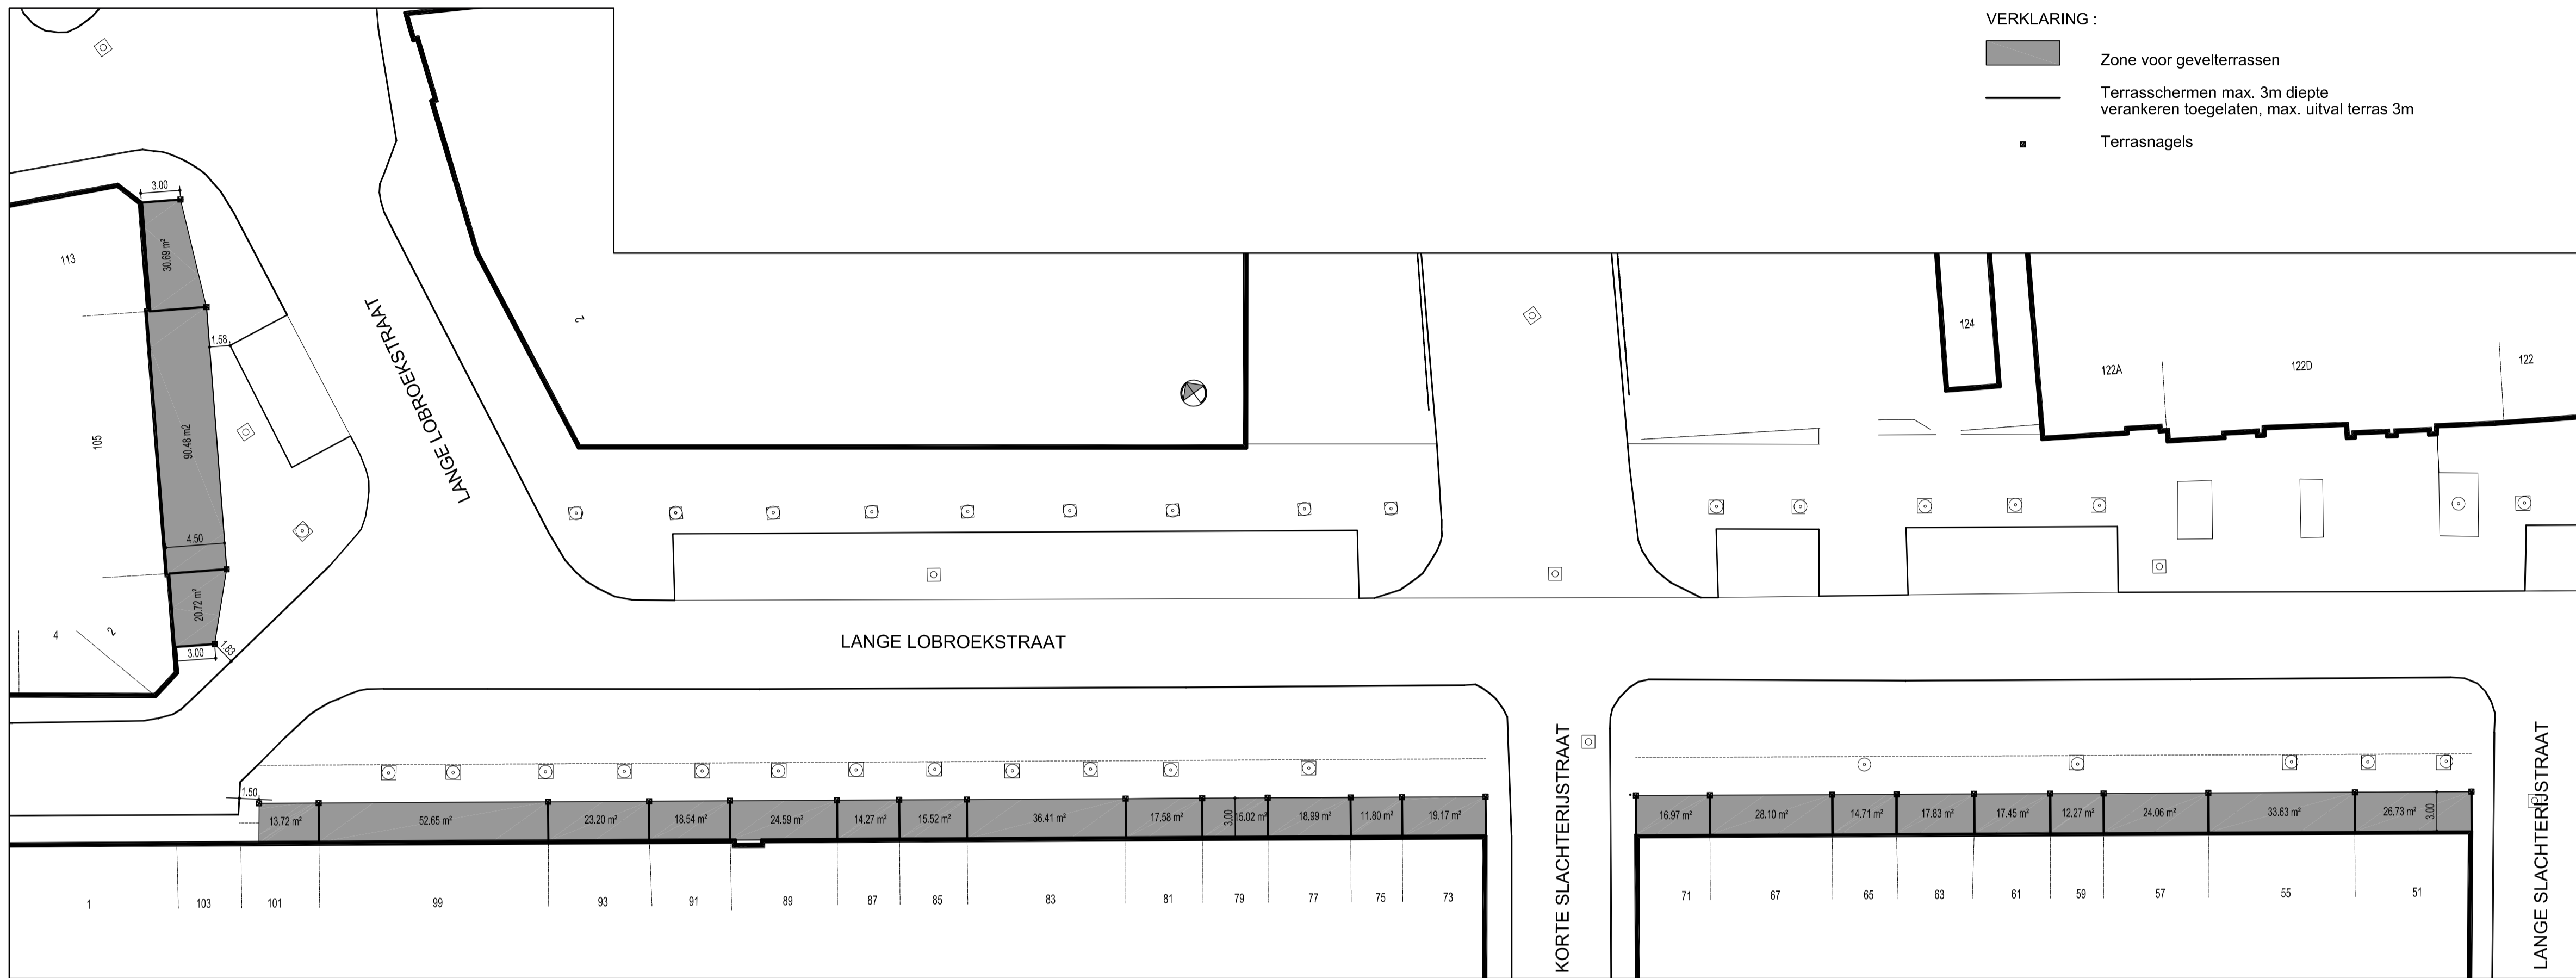 VERKLARING :
Zone voor gevelterrassen
Terrasschermen max. 3m diepte
verankeren toegelaten, max. uitval terras 3m
Terrasnagels
3.00
30.69 m²
113
1.58
105
90.48 m2
4.50
20.72 m²
4
2
3.00
1.83
LANGE LOBROEKSTRAAT
2
124
122A
122D
122
LANGE LOBROEKSTRAAT
1.50
13.72 m²
52.65 m²
23.20 m²
18.54 m²
24.59 m²
14.27 m²
15.52 m²
36.41 m²
17.58 m²
3.00
15.02 m²
18.99 m²
11.80 m²
19.17 m²
1
103
101
99
93
91
89
87
85
83
81
79
77
75
73
KORTE SLACHTERIJSTRAAT
16.97 m²
28.10 m²
14.71 m²
17.83 m²
17.45 m²
12.27 m²
24.06 m²
33.63 m²
26.73 m²
3.00
71
67
65
63
61
59
57
55
51
LANGE SLACHTERIJSTRAAT